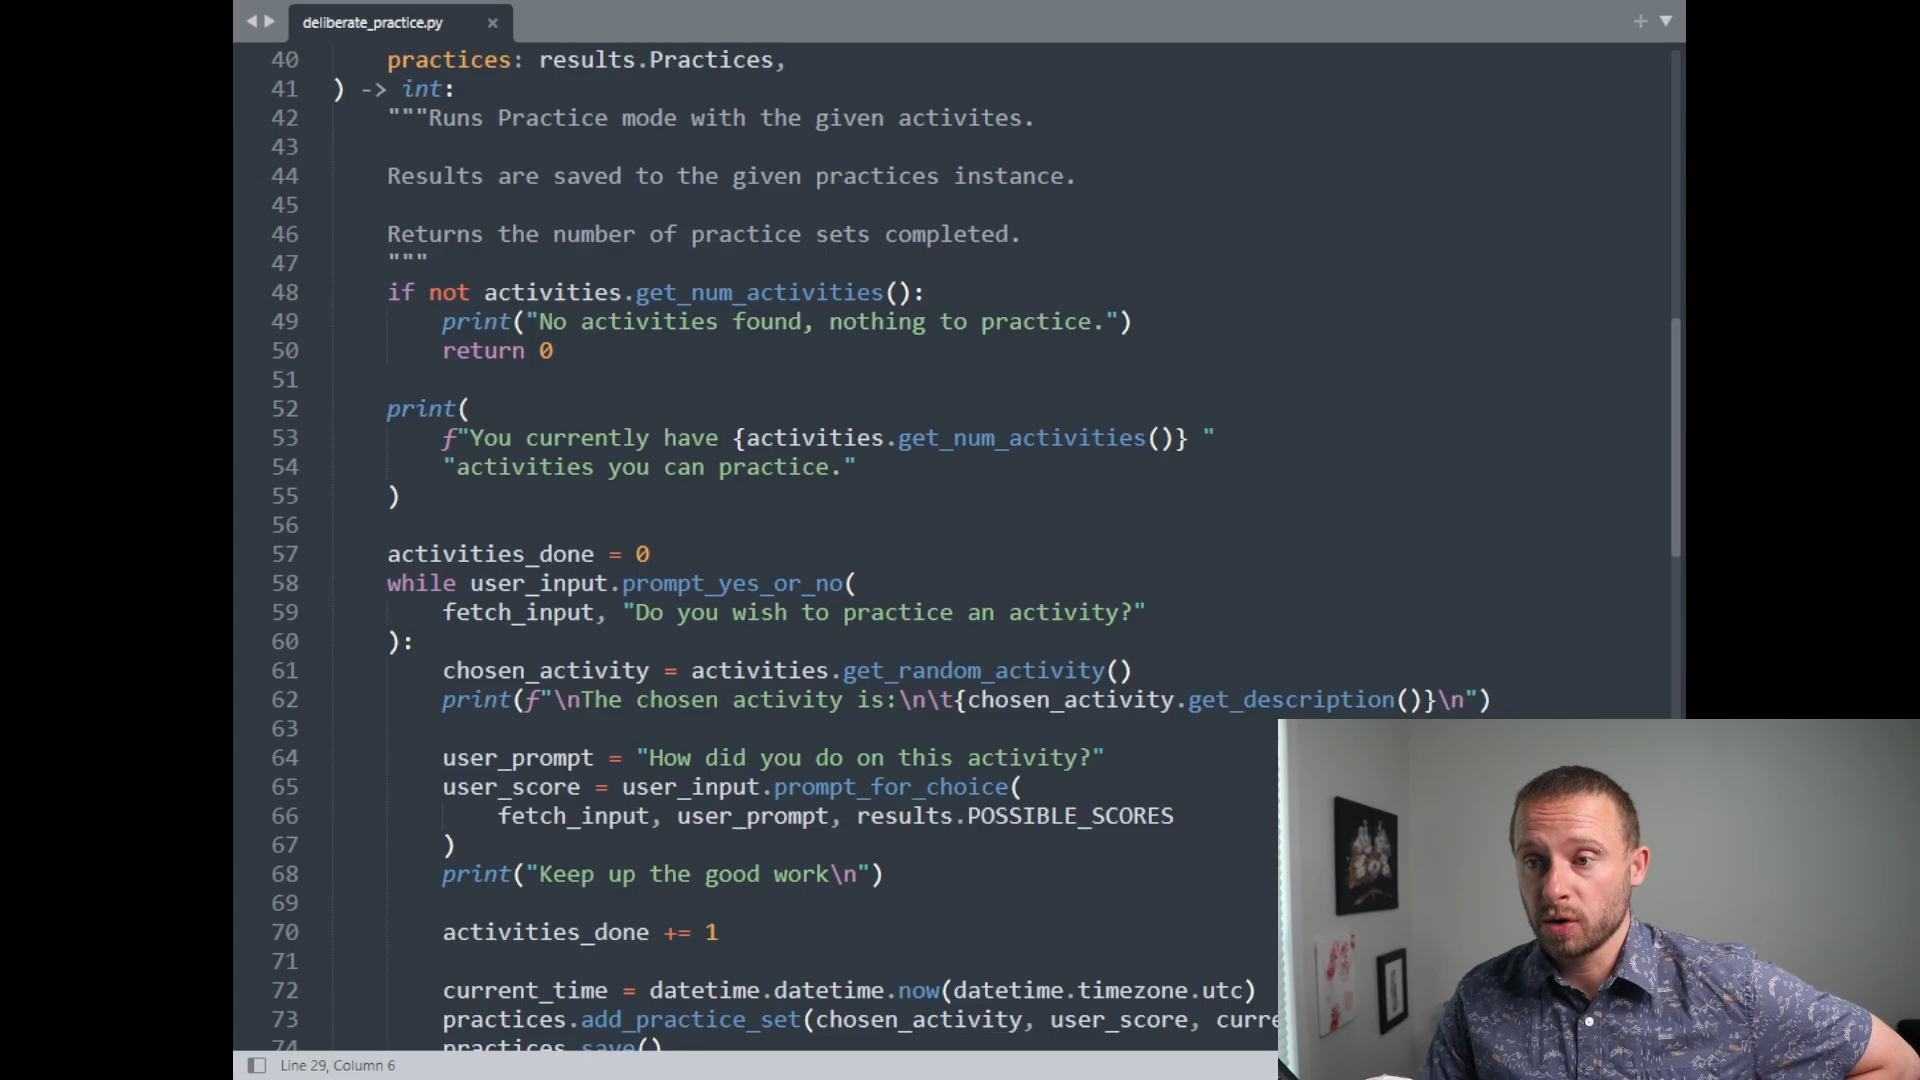 deliberate_practice.py
40 practices: results.Practices,
41 ) -> int:
42 """Runs Practice mode with the given activites.
43
44 Results are saved to the given practices instance.
45
46 Returns the number of practice sets completed.
47 """
48 if not activities.get_num_activities():
49 print("No activities found, nothing to practice.")
50 return 0
51
52 print(
53 f"You currently have {activities.get_num_activities()} "
54 "activities you can practice."
55 )
56
57 activities_done = 0
58 while user_input.prompt_yes_or_no(
59 fetch_input, "Do you wish to practice an activity?"
60 ):
61 chosen_activity = activities.get_random_activity()
62 print(f"\nThe chosen activity is:\n\t{chosen_activity.get_description()}\n")
63
64 user_prompt = "How did you do on this activity?"
65 user_score = user_input.prompt_for_choice(
66 fetch_input, user_prompt, results.POSSIBLE_SCORES
67 )
68 print("Keep up the good work\n")
69
70 activities_done += 1
71
72 current_time = datetime.datetime.now(datetime.timezone.utc)
73 practices.add_practice_set(chosen_activity, user_score, curre
74 practices.save()
Line 29, Column 6